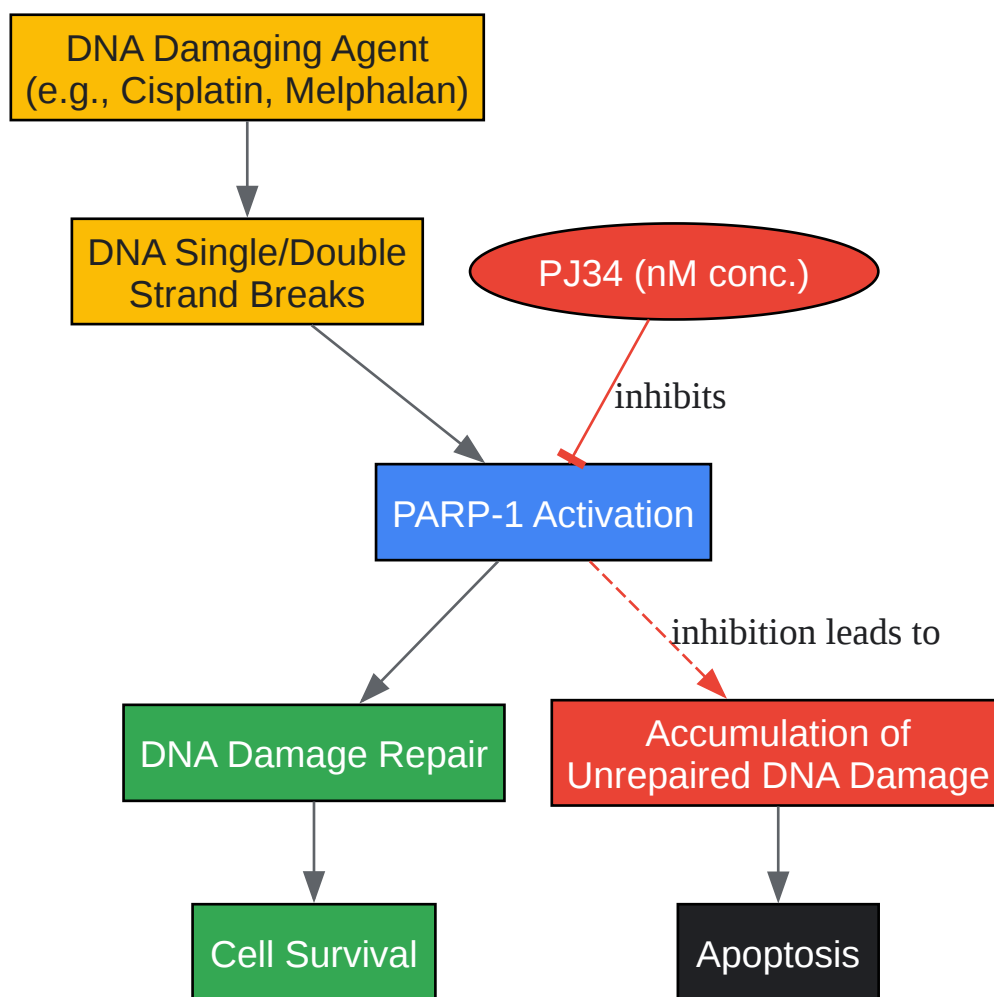 DNA Damaging Agent
(e.g., Cisplatin, Melphalan)
DNA Single/Double
Strand Breaks
PJ34 (nM conc.)
inhibits
PARP-1 Activation
inhibition leads to
DNA Damage Repair
Accumulation of
Unrepaired DNA Damage
Cell Survival
Apoptosis